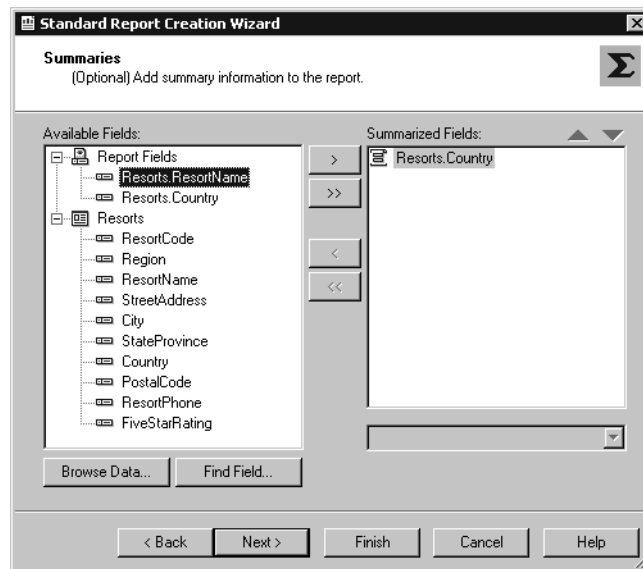 Standard Report Creation Wizard
Summaries
(Optional) Add summary information to the report.
Σ
Available Fields:
Report Fields
Resorts.ResortName
Resorts.Country
Resorts
ResortCode
Region
ResortName
StreetAddress
City
StateProvince
Country
PostalCode
ResortPhone
FiveStarRating
>
>>
<
<<
Summarized Fields:
Resorts.Country
Browse Data...
Find Field...
< Back
Next >
Finish
Cancel
Help